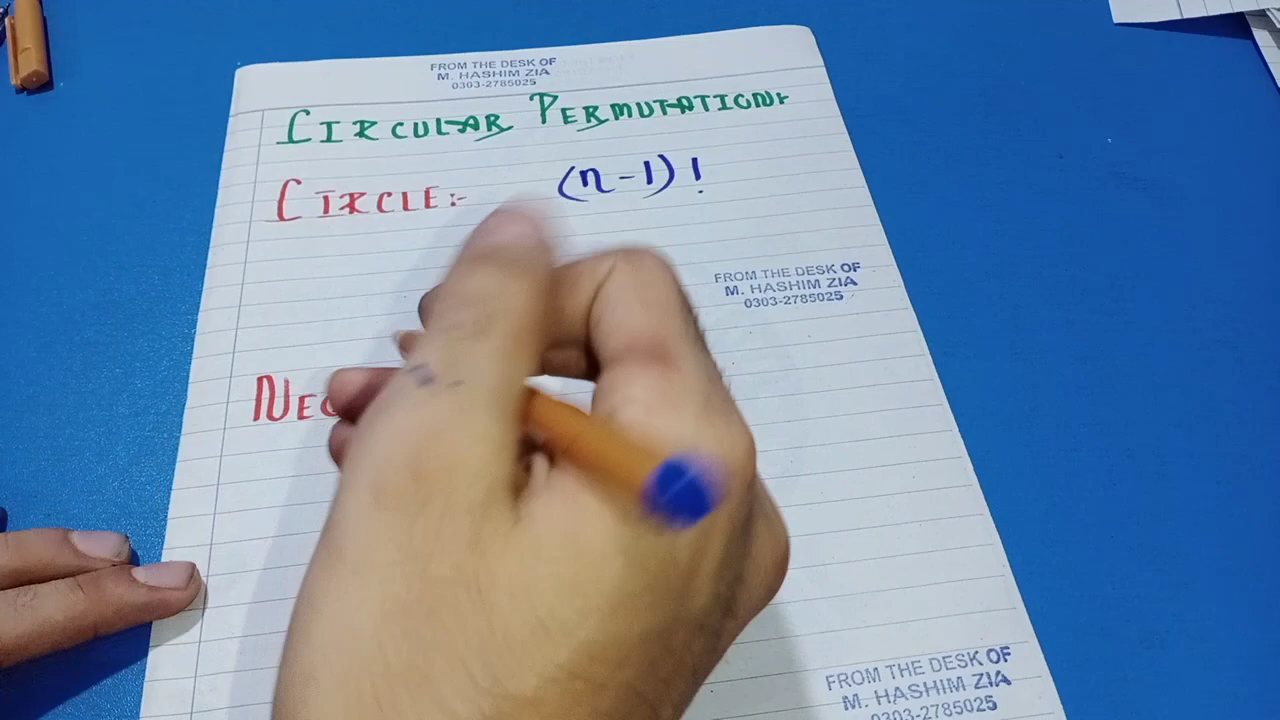 FROM THE DESK OF
M. HASHIM ZIA
0303-2785025
CIRCULAR PERMUTATION:-
CIRCLE:- (n-1)!
FROM THE DESK OF
M. HASHIM ZIA
0303-2785025
FROM THE DESK OF
M. HASHIM ZIA
0303-2785025